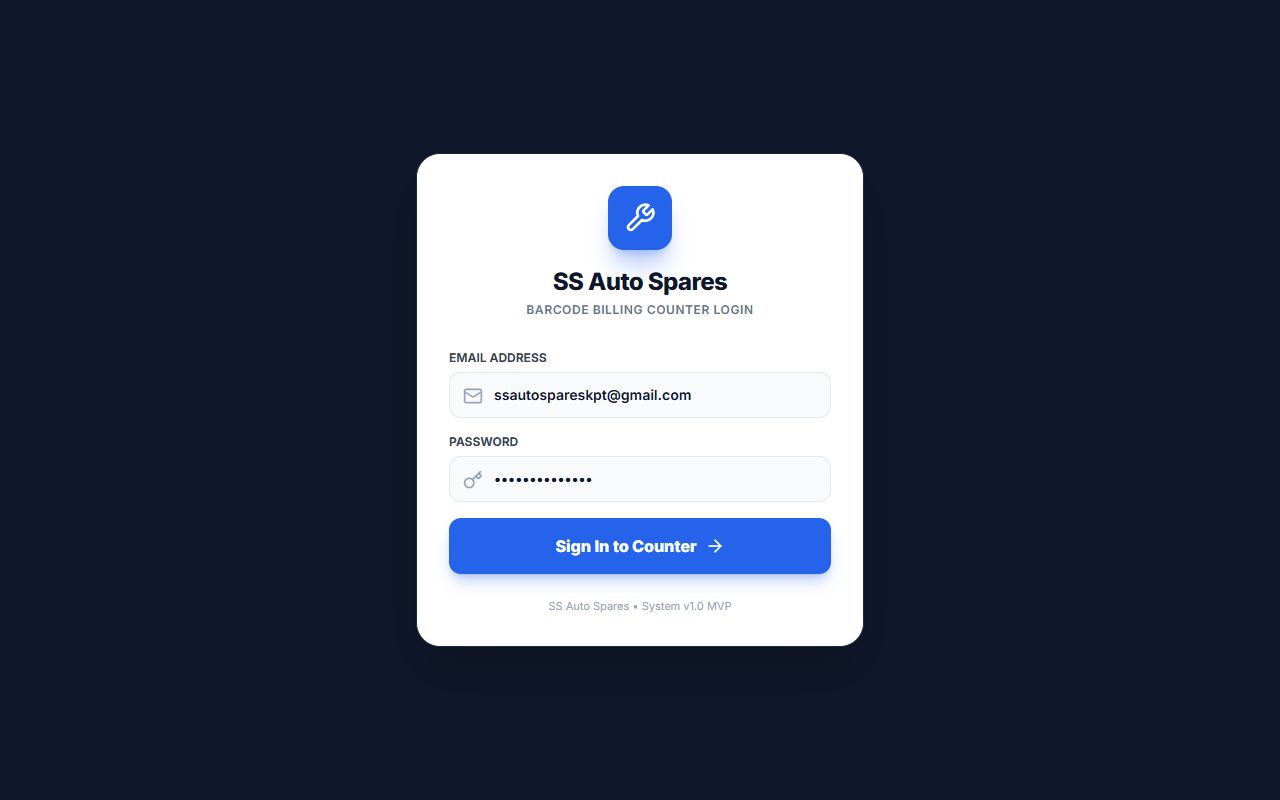 SS Auto Spares
BARCODE BILLING COUNTER LOGIN
EMAIL ADDRESS
ssautospareskpt@gmail.com
PASSWORD
••••••••••••••
Sign In to Counter →
SS Auto Spares • System v1.0 MVP